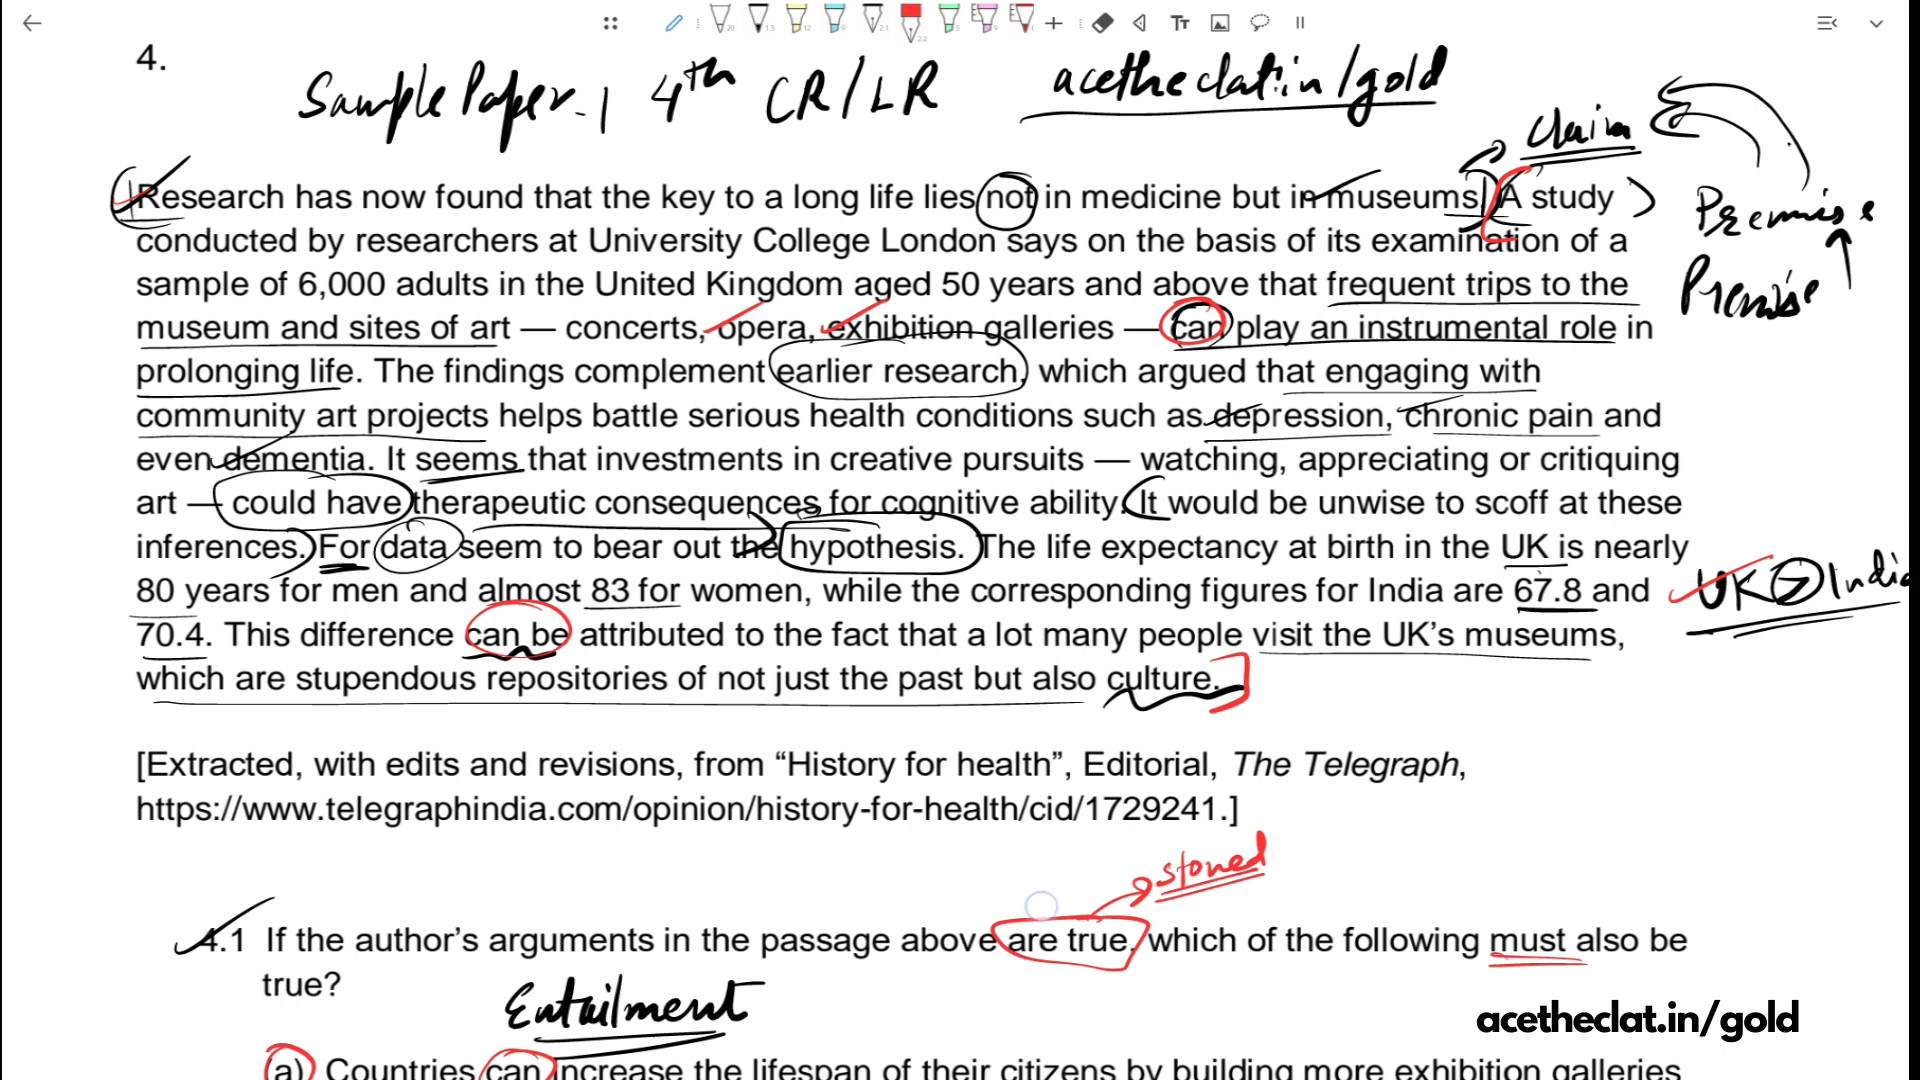 4.
Sample Paper-1 4th CR/LR acetheclat.in/gold
Claim
Research has now found that the key to a long life lies not in medicine but in museums. A study
Premise
conducted by researchers at University College London says on the basis of its examination of a
sample of 6,000 adults in the United Kingdom aged 50 years and above that frequent trips to the
Premise
museum and sites of art — concerts, opera, exhibition galleries — can play an instrumental role in
prolonging life. The findings complement earlier research, which argued that engaging with
community art projects helps battle serious health conditions such as depression, chronic pain and
even dementia. It seems that investments in creative pursuits — watching, appreciating or critiquing
art — could have therapeutic consequences for cognitive ability. It would be unwise to scoff at these
inferences. For data seem to bear out the hypothesis. The life expectancy at birth in the UK is nearly
80 years for men and almost 83 for women, while the corresponding figures for India are 67.8 and
UK > India
70.4. This difference can be attributed to the fact that a lot many people visit the UK's museums,
which are stupendous repositories of not just the past but also culture.
[Extracted, with edits and revisions, from “History for health”, Editorial, The Telegraph,
https://www.telegraphindia.com/opinion/history-for-health/cid/1729241.]
stoned
4.1 If the author's arguments in the passage above are true, which of the following must also be
true?
Entailment
acetheclat.in/gold
a) Countries can increase the lifespan of their citizens by building more exhibition galleries